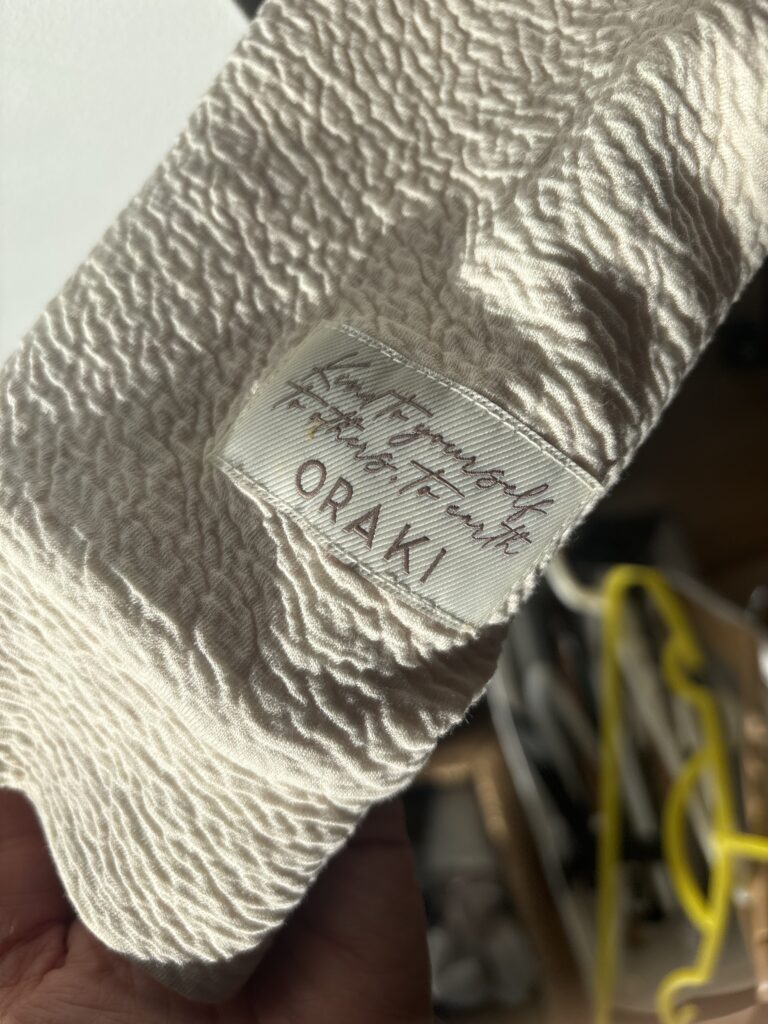 Kind to yourself
to others, to earth
ORAKI